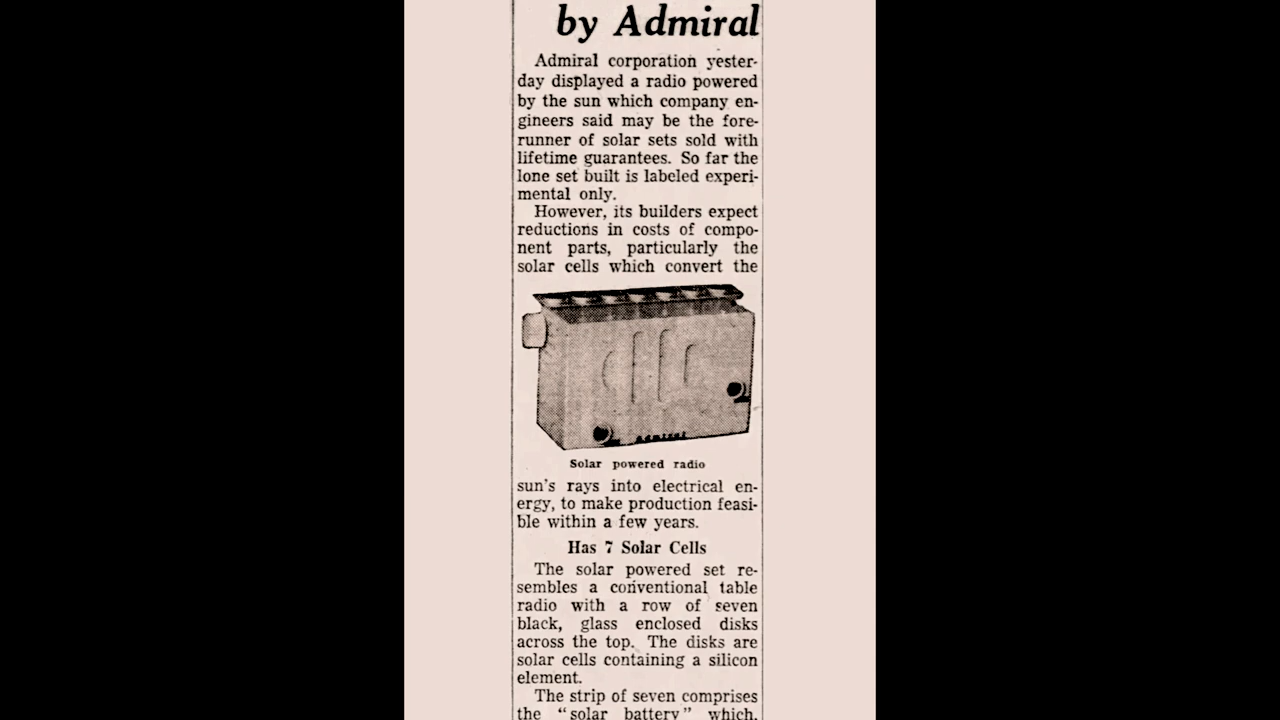 by Admiral
Admiral corporation yester-
day displayed a radio powered
by the sun which company en-
gineers said may be the fore-
runner of solar sets sold with
lifetime guarantees. So far the
lone set built is labeled experi-
mental only.
However, its builders expect
reductions in costs of compo-
nent parts, particularly the
solar cells which convert the
Admiral
Solar powered radio
sun's rays into electrical en-
ergy, to make production feasi-
ble within a few years.
Has 7 Solar Cells
The solar powered set re-
sembles a conventional table
radio with a row of seven
black, glass enclosed disks
across the top. The disks are
solar cells containing a silicon
element.
The strip of seven comprises
the "solar battery" which,